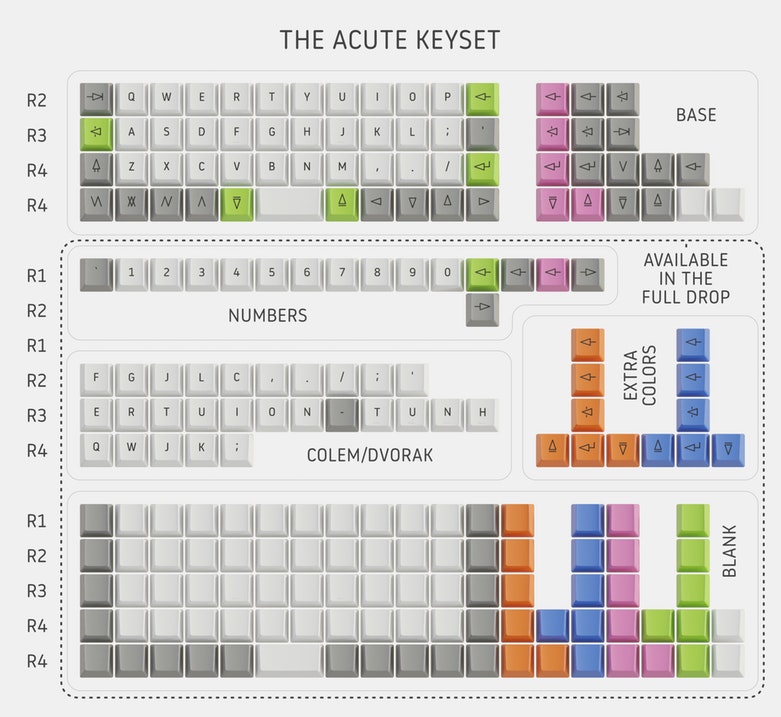 THE ACUTE KEYSET
R2 Q W E R T Y U I O P BASE
R3 A S D F G H J K L ; '
R4 Z X C V B N M , . /
R4
AVAILABLE
IN THE
FULL DROP
R1 ` 1 2 3 4 5 6 7 8 9 0
R2 NUMBERS
R1
R2 F G J L C , . / ; '
R3 E R T U I O N - T U N H
R4 Q W J K ; COLEM/DVORAK
EXTRA
COLORS
R1
R2 BLANK
R3
R4
R4